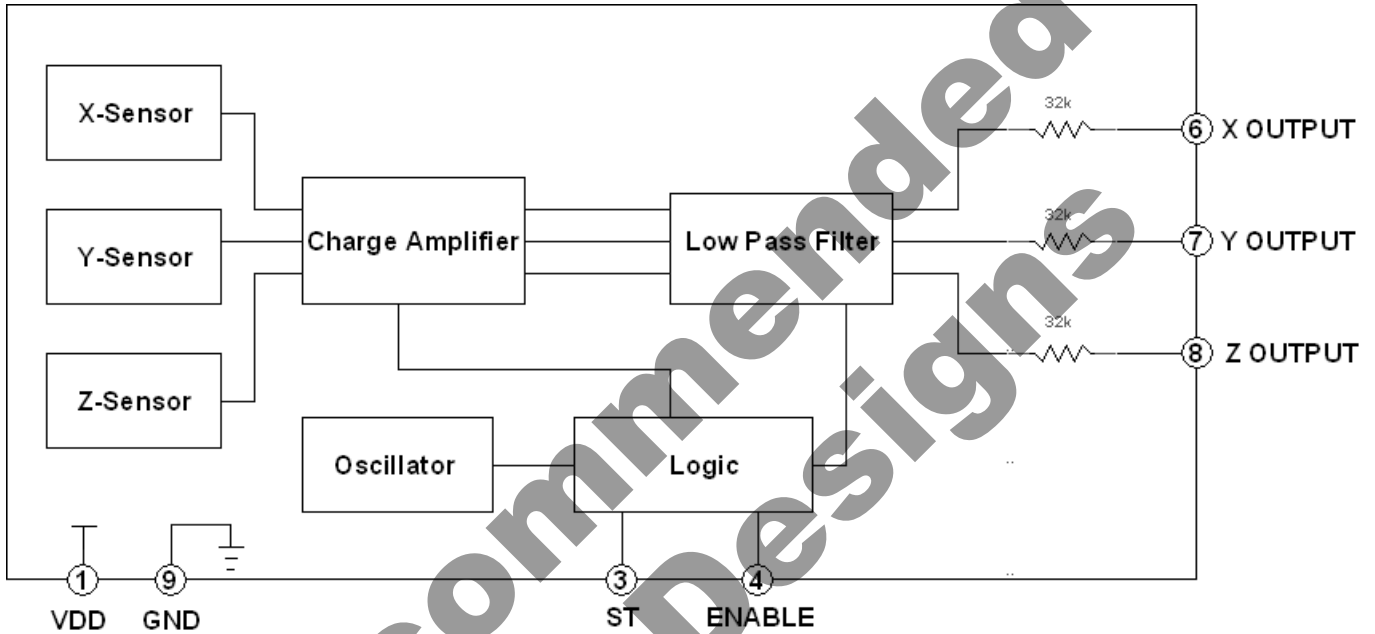 X-Sensor
Y-Sensor
Z-Sensor
Charge Amplifier
Low Pass Filter
Oscillator
Logic
32k
6 X OUTPUT
32k
7 Y OUTPUT
32k
8 Z OUTPUT
1
VDD
9
GND
3
ST
4
ENABLE
ommended
Designs